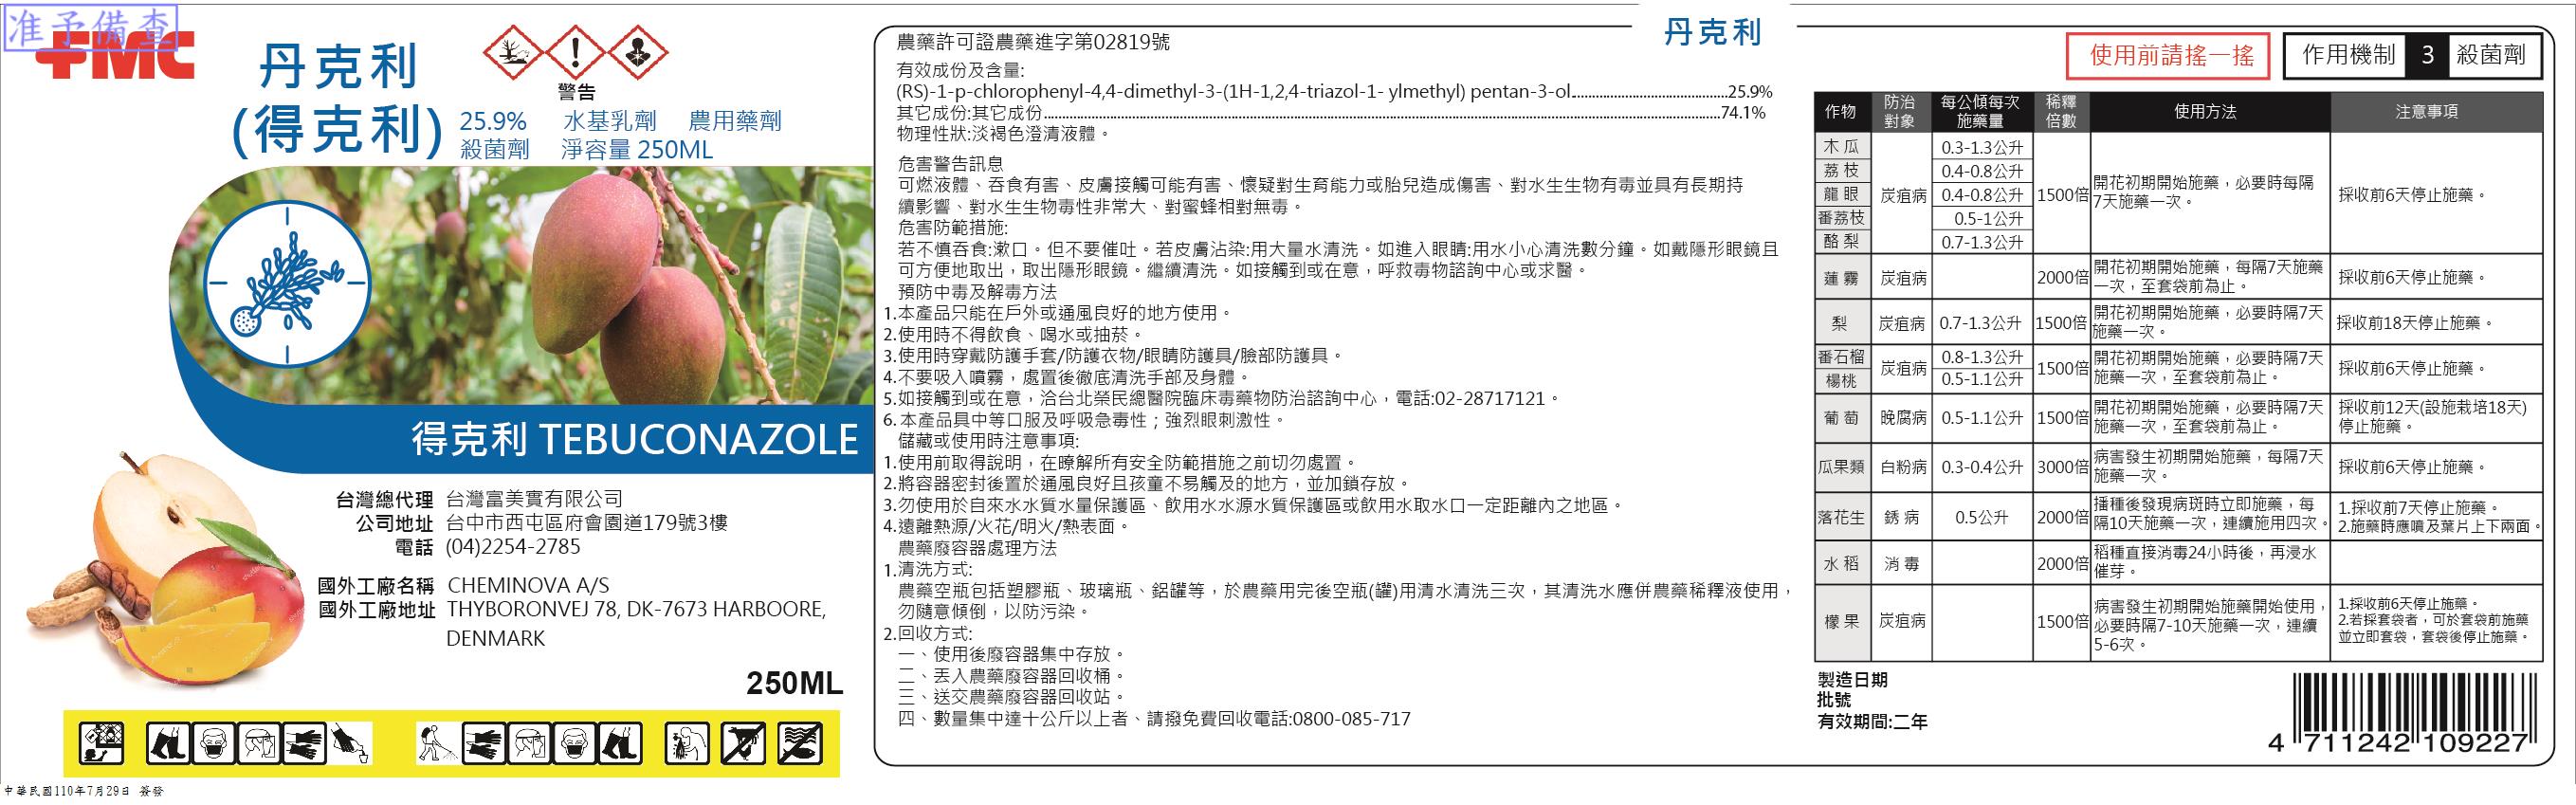 准予備查
FMC
丹克利
(得克利)
警告
25.9% 水基乳劑 農用藥劑
殺菌劑 淨容量 250ML
得克利 TEBUCONAZOLE
台灣總代理 台灣富美實有限公司
公司地址 台中市西屯區府會園道179號3樓
電話 (04)2254-2785
國外工廠名稱 CHEMINOVA A/S
國外工廠地址 THYBORONVEJ 78, DK-7673 HARBOORE,
DENMARK
250ML
中華民國110年7月29日 簽發
丹克利
農藥許可證農藥進字第02819號
有效成份及含量:
(RS)-1-p-chlorophenyl-4,4-dimethyl-3-(1H-1,2,4-triazol-1- ylmethyl) pentan-3-ol................................25.9%
其它成份:其它成份................................74.1%
物理性狀:淡褐色澄清液體。
危害警告訊息
可燃液體、吞食有害、皮膚接觸可能有害、懷疑對生育能力或胎兒造成傷害、對水生生物有毒並具有長期持
續影響、對水生生物毒性非常大、對蜜蜂相對無毒。
危害防範措施:
若不慎吞食:漱口。但不要催吐。若皮膚沾染:用大量水清洗。如進入眼睛:用水小心清洗數分鐘。如戴隱形眼鏡且
可方便地取出，取出隱形眼鏡。繼續清洗。如接觸到或在意，呼救毒物諮詢中心或求醫。
預防中毒及解毒方法
1.本產品只能在戶外或通風良好的地方使用。
2.使用時不得飲食、喝水或抽菸。
3.使用時穿戴防護手套/防護衣物/眼睛防護具/臉部防護具。
4.不要吸入噴霧，處置後徹底清洗手部及身體。
5.如接觸到或在意，洽台北榮民總醫院臨床毒藥物防治諮詢中心，電話:02-28717121。
6.本產品具中等口服及呼吸急毒性；強烈眼刺激性。
儲藏或使用時注意事項:
1.使用前取得說明，在瞭解所有安全防範措施之前切勿處置。
2.將容器密封後置於通風良好且孩童不易觸及的地方，並加鎖存放。
3.勿使用於自來水水質水量保護區、飲用水水源水質保護區或飲用水取水口一定距離內之地區。
4.遠離熱源/火花/明火/熱表面。
農藥廢容器處理方法
1.清洗方式:
農藥空瓶包括塑膠瓶、玻璃瓶、鋁罐等，於農藥用完後空瓶(罐)用清水清洗三次，其清洗水應併農藥稀釋液使用，
勿隨意傾倒，以防污染。
2.回收方式:
一、使用後廢容器集中存放。
二、丟入農藥廢容器回收桶。
三、送交農藥廢容器回收站。
四、數量集中達十公斤以上者、請撥免費回收電話:0800-085-717
使用前請搖一搖
作用機制 3 殺菌劑
作物 防治對象 每公傾每次施藥量 稀釋倍數 使用方法 注意事項
木瓜 0.3-1.3公升
荔枝 0.4-0.8公升
龍眼 炭疽病 0.4-0.8公升 1500倍 開花初期開始施藥，必要時每隔
7天施藥一次。 採收前6天停止施藥。
番荔枝 0.5-1公升
酪梨 0.7-1.3公升
蓮霧 炭疽病 2000倍 開花初期開始施藥，每隔7天施藥
一次，至套袋前為止。 採收前6天停止施藥。
梨 炭疽病 0.7-1.3公升 1500倍 開花初期開始施藥，必要時隔7天
施藥一次。 採收前18天停止施藥。
番石榴 炭疽病 0.8-1.3公升 1500倍 開花初期開始施藥，必要時隔7天
楊桃 0.5-1.1公升 施藥一次，至套袋前為止。 採收前6天停止施藥。
葡萄 晚腐病 0.5-1.1公升 1500倍 開花初期開始施藥，必要時隔7天
施藥一次，至套袋前為止。 採收前12天(設施栽培18天)
停止施藥。
瓜果類 白粉病 0.3-0.4公升 3000倍 病害發生初期開始施藥，每隔7天
施藥一次。 採收前6天停止施藥。
落花生 銹病 0.5公升 2000倍 播種後發現病斑時立即施藥，每
隔10天施藥一次，連續施用四次。 1.採收前7天停止施藥。
2.施藥時應噴及葉片上下兩面。
水稻 消毒 2000倍 稻種直接消毒24小時後，再浸水
催芽。
檬果 炭疽病 1500倍 病害發生初期開始施藥開始使用，
必要時隔7-10天施藥一次，連續
5-6次。 1.採收前6天停止施藥。
2.若採套袋者，可於套袋前施藥
並立即套袋，套袋後停止施藥。
製造日期
批號
有效期間:二年
4 711242 109227